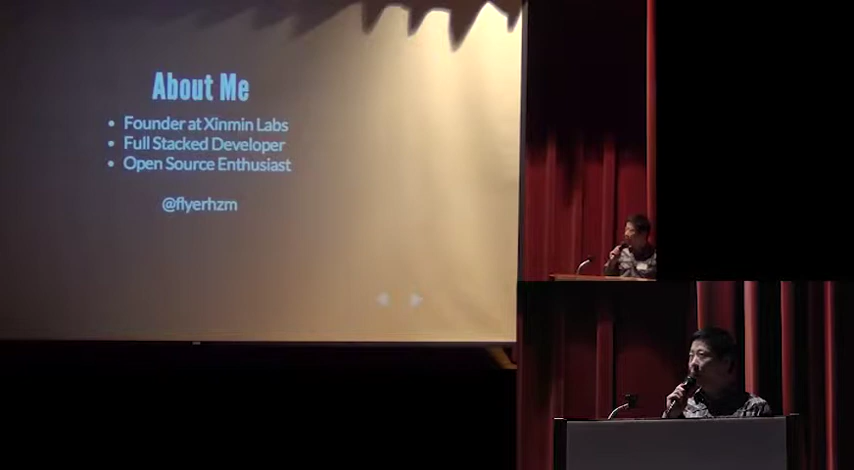 About Me
• Founder at Xinmin Labs
• Full Stacked Developer
• Open Source Enthusiast
@flyerhzm